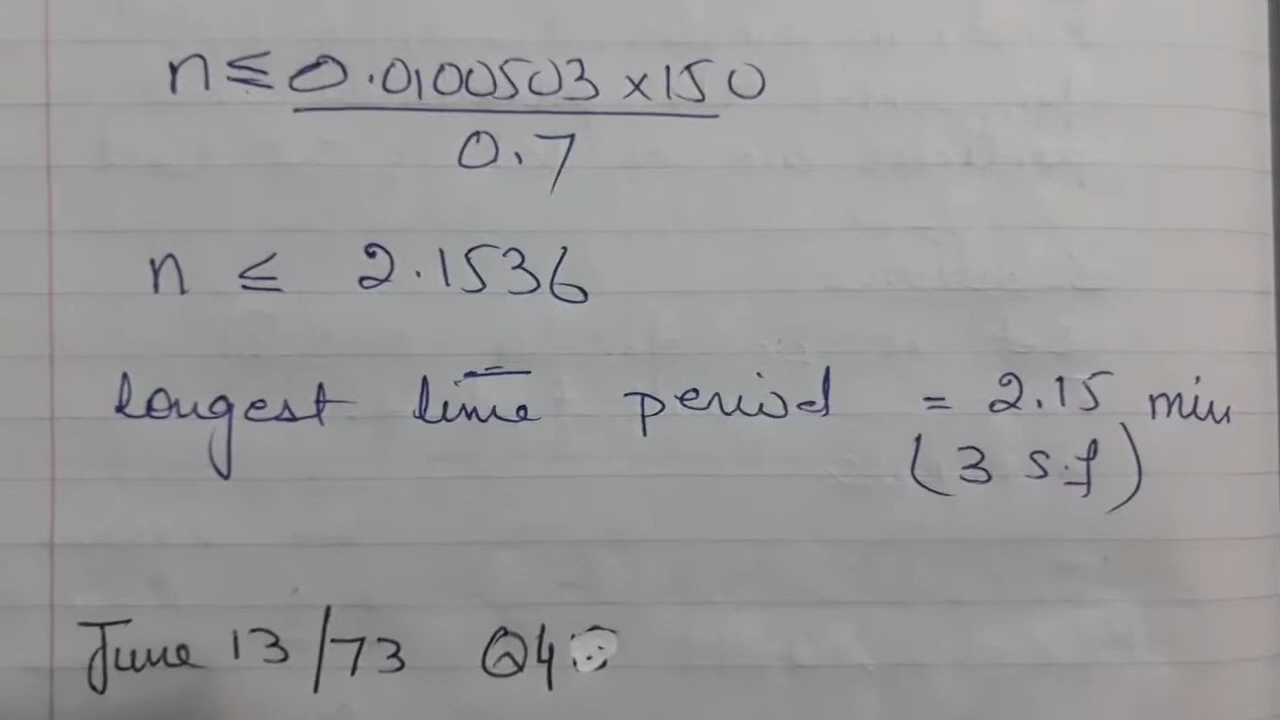 n ≤ 0.0100503 x 150
0.7
n ≤ 2.1536
longest time period = 2.15 min
(3 s.f)
June 13/73 Q4